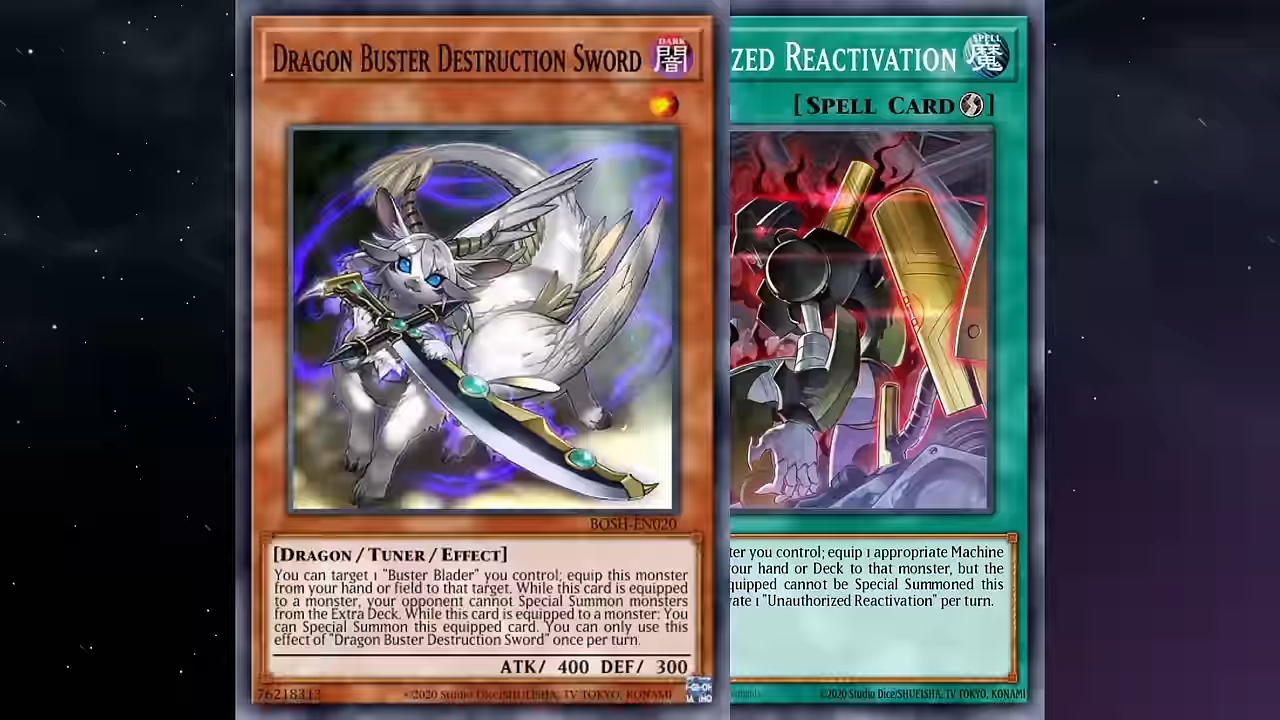 DRAGON BUSTER DESTRUCTION SWORD
DARK
闇
BOSH-EN020
[DRAGON / TUNER / EFFECT]
You can target 1 "Buster Blader" you control; equip this monster
from your hand or field to that target. While this card is equipped
to a monster, your opponent cannot Special Summon monsters
from the Extra Deck. While this card is equipped to a monster: You
can Special Summon this equipped card. You can only use this
effect of "Dragon Buster Destruction Sword" once per turn.
ATK/ 400 DEF/ 300
76218313
©2020 Studio Dice/SHUEISHA, TV TOKYO, KONAMI
ZED REACTIVATION
SPELL
魔
[SPELL CARD ]
ter you control; equip 1 appropriate Machine
our hand or Deck to that monster, but the
quipped cannot be Special Summoned this
vate 1 "Unauthorized Reactivation" per turn.
©2020 Studio Dice/SHUEISHA, TV TOKYO, KONAMI